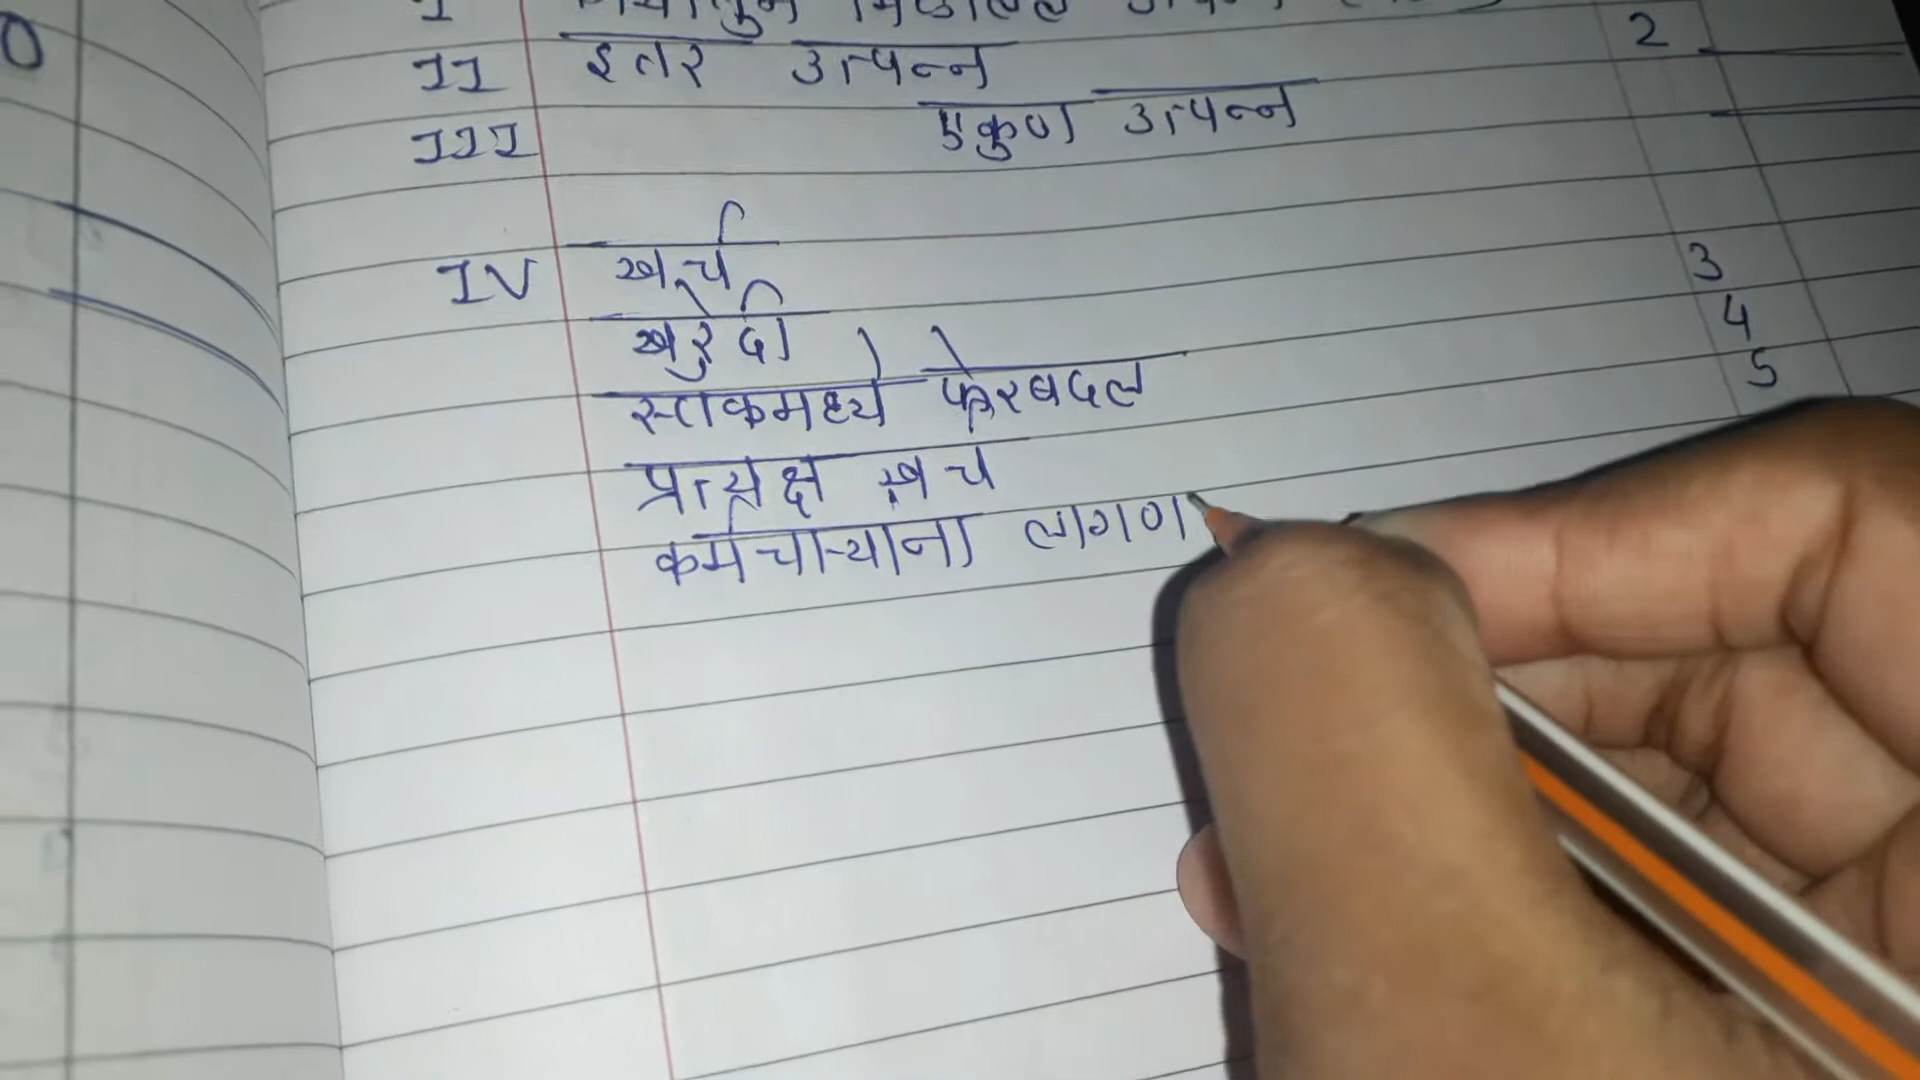 0
I
II इतर उत्पन्न 2
III एकुण उत्पन्न
IV खर्च
खरेदी 3
स्ताकमध्ये फेरबदल 4
प्रत्यक्ष खर्च 5
कर्मचाऱ्याना लागणा